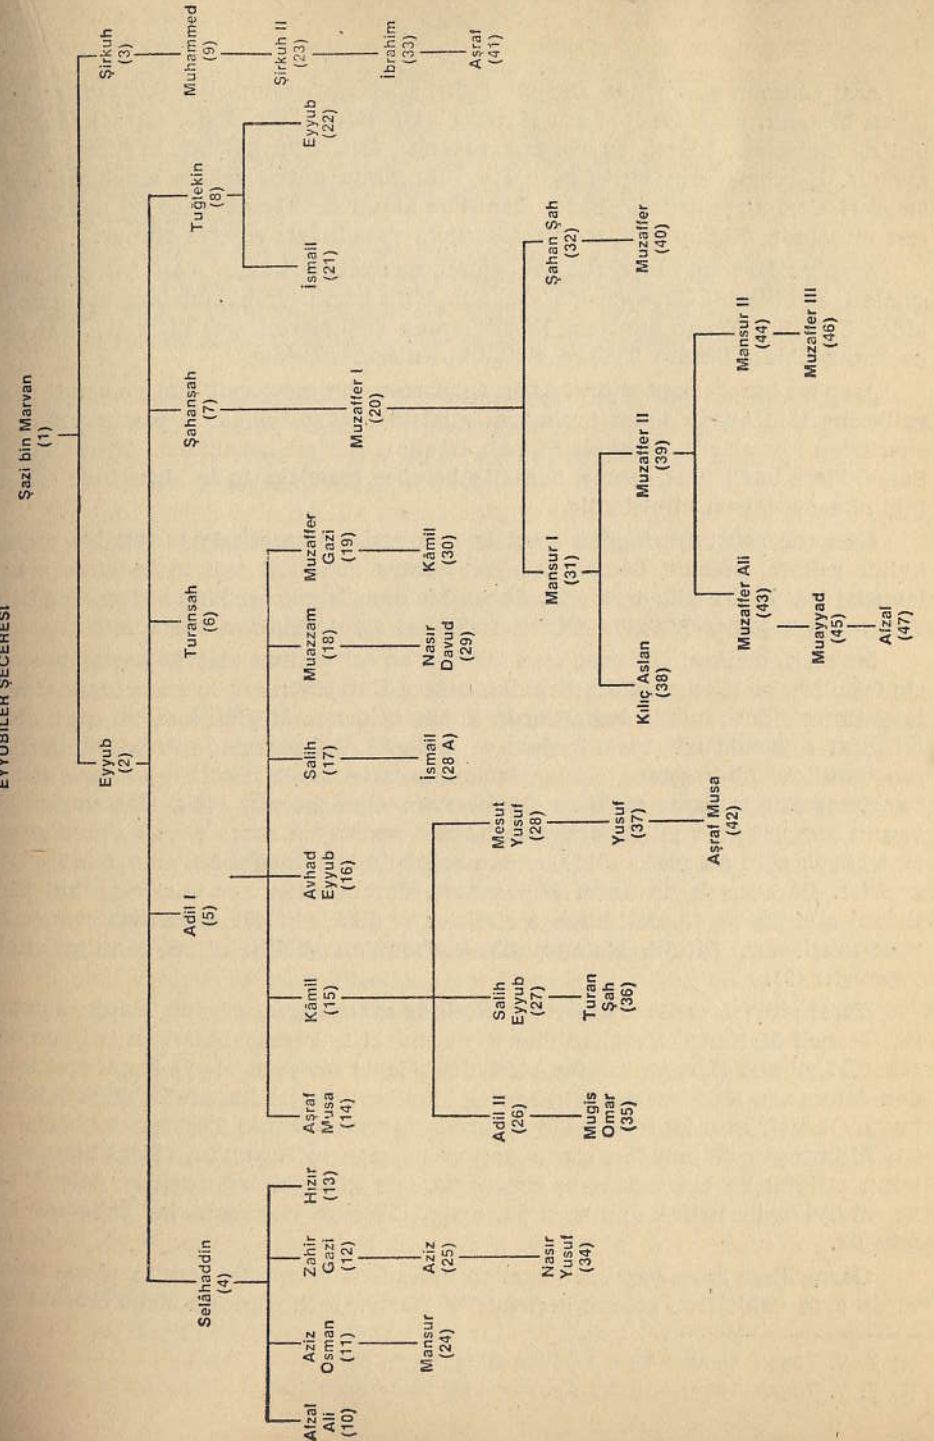 EYYUBİLER ŞECERESİ
Şazi bin Marvan
(1)
Eyyub
(2)
Şirkuh
(3)
Selâhaddin
(4)
Adil I
(5)
Turanşah
(6)
Şahanşah
(7)
Tuğtekin
(8)
Muhammed
(9)
Afzal
Ali
(10)
Aziz
Osman
(11)
Zahir
Gazi
(12)
Hızır
(13)
Aşraf
Musa
(14)
Kâmil
(15)
Avhad
Eyyub
(16)
Salih
(17)
Muazzam
(18)
Muzaffer
Gazi
(19)
Muzaffer I
(20)
İsmail
(21)
Eyyub
(22)
Şirkuh II
(23)
Mansur
(24)
Aziz
(25)
Adil II
(26)
Salih
Eyyub
(27)
Mesut
Yusuf
(28)
İsmail
(28 A)
Nasır
Davud
(29)
Kâmil
(30)
Mansur I
(31)
Şahan Şah
(32)
İbrahim
(33)
Nasır
Yusuf
(34)
Mugis
Omar
(35)
Turan
Şah
(36)
Yusuf
(37)
Kılıç Aslan
(38)
Muzaffer II
(39)
Muzaffer
(40)
Aşraf
(41)
Aşraf Musa
(42)
Muzaffer Ali
(43)
Mansur II
(44)
Muayyad
(45)
Muzaffer III
(46)
Afzal
(47)